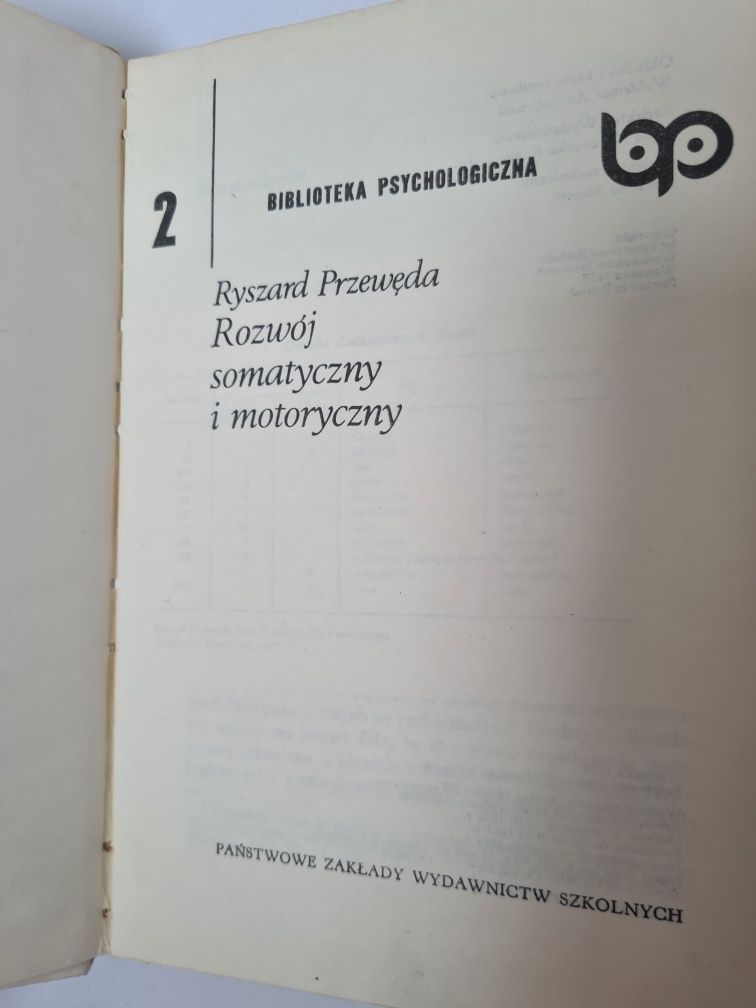 bp
2
BIBLIOTEKA PSYCHOLOGICZNA
Ryszard Przewęda
Rozwój
somatyczny
i motoryczny
PAŃSTWOWE ZAKŁADY WYDAWNICTW SZKOLNYCH